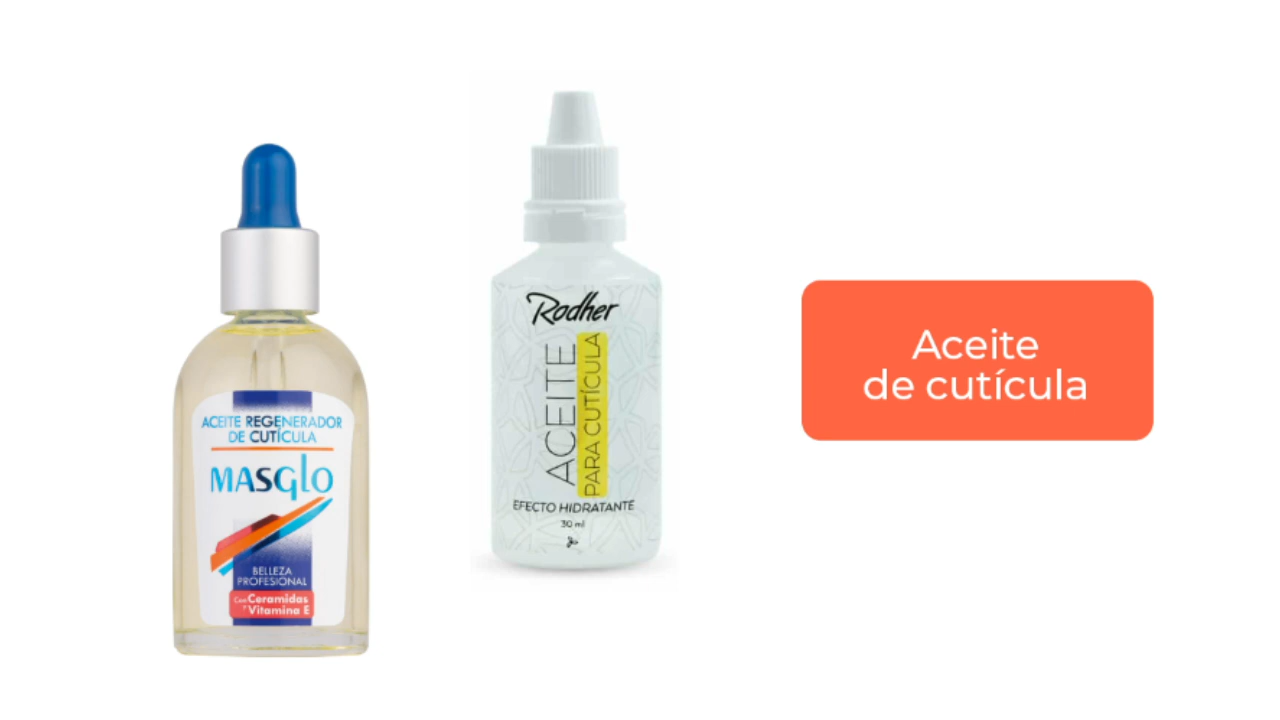 ACEITE REGENERADOR
DE CUTÍCULA
MASGLO
BELLEZA
PROFESIONAL
Con Ceramidas
y Vitamina E
Rodher
ACEITE
PARA CUTÍCULA
EFECTO HIDRATANTE
30 ml
Aceite
de cutícula